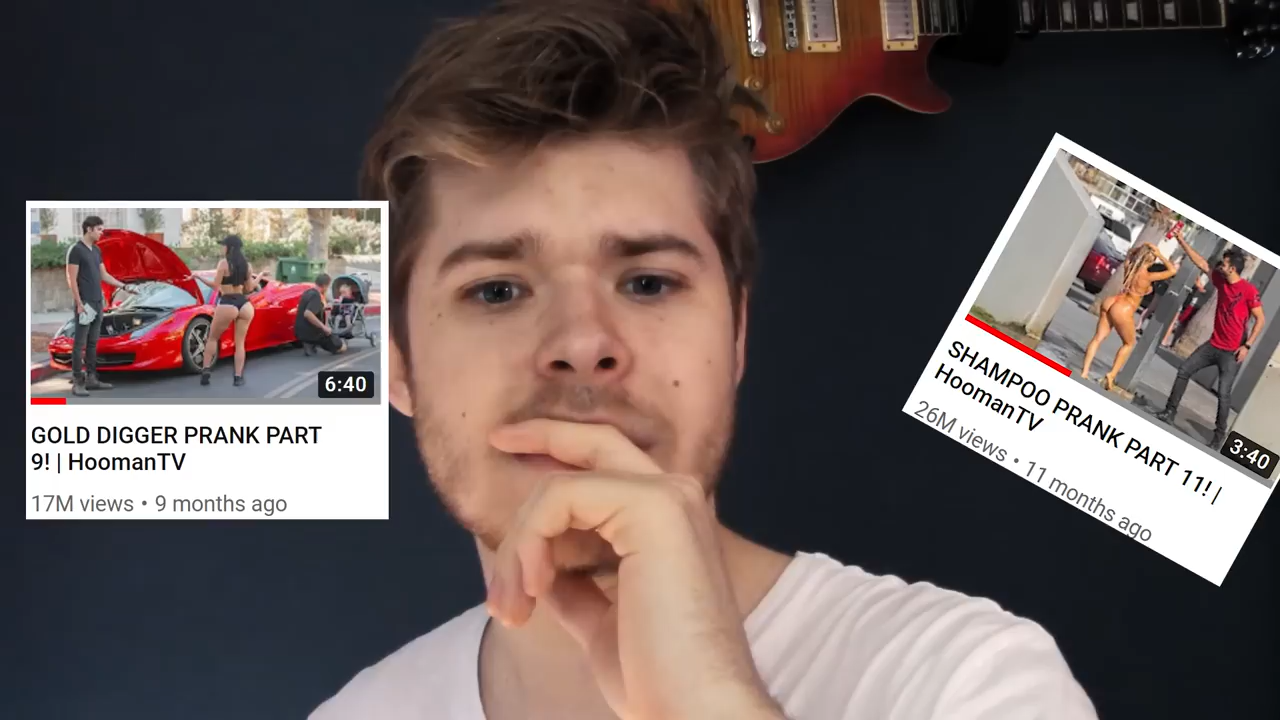 6:40
GOLD DIGGER PRANK PART
9! | HoomanTV
17M views • 9 months ago
3:40
SHAMPOO PRANK PART 11! |
HoomanTV
26M views • 11 months ago